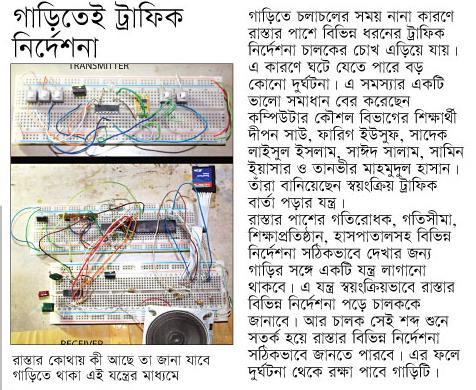 গাড়িতেই ট্রাফিক
নির্দেশনা
TRANSMITTER
RECEIVER
রাস্তার কোথায় কী আছে তা জানা যাবে
গাড়িতে থাকা এই যন্ত্রের মাধ্যমে
গাড়িতে চলাচলের সময় নানা কারণে
রাস্তার পাশে বিভিন্ন ধরনের ট্রাফিক
নির্দেশনা চালকের চোখ এড়িয়ে যায়।
এ কারণে ঘটে যেতে পারে বড়
কোনো দুর্ঘটনা। এ সমস্যার একটি
ভালো সমাধান বের করেছেন
কম্পিউটার কৌশল বিভাগের শিক্ষার্থী
দীপন সাউ, ফারিগ ইউসুফ, সাদেক
লাইসুল ইসলাম, সাঈদ সালাম, সামিন
ইয়াসার ও তানভীর মাহমুদুল হাসান।
তাঁরা বানিয়েছেন স্বয়ংক্রিয় ট্রাফিক
বার্তা পড়ার যন্ত্র।
রাস্তার পাশের গতিরোধক, গতিসীমা,
শিক্ষাপ্রতিষ্ঠান, হাসপাতালসহ বিভিন্ন
নির্দেশনা সঠিকভাবে দেখার জন্য
গাড়ির সঙ্গে একটি যন্ত্র লাগানো
থাকবে। এ যন্ত্র স্বয়ংক্রিয়ভাবে রাস্তার
বিভিন্ন নির্দেশনা পড়ে চালককে
জানাবে। আর চালক সেই শব্দ শুনে
সতর্ক হয়ে রাস্তার বিভিন্ন নির্দেশনা
সঠিকভাবে জানতে পারবে। এর ফলে
দুর্ঘটনা থেকে রক্ষা পাবে গাড়িটি।